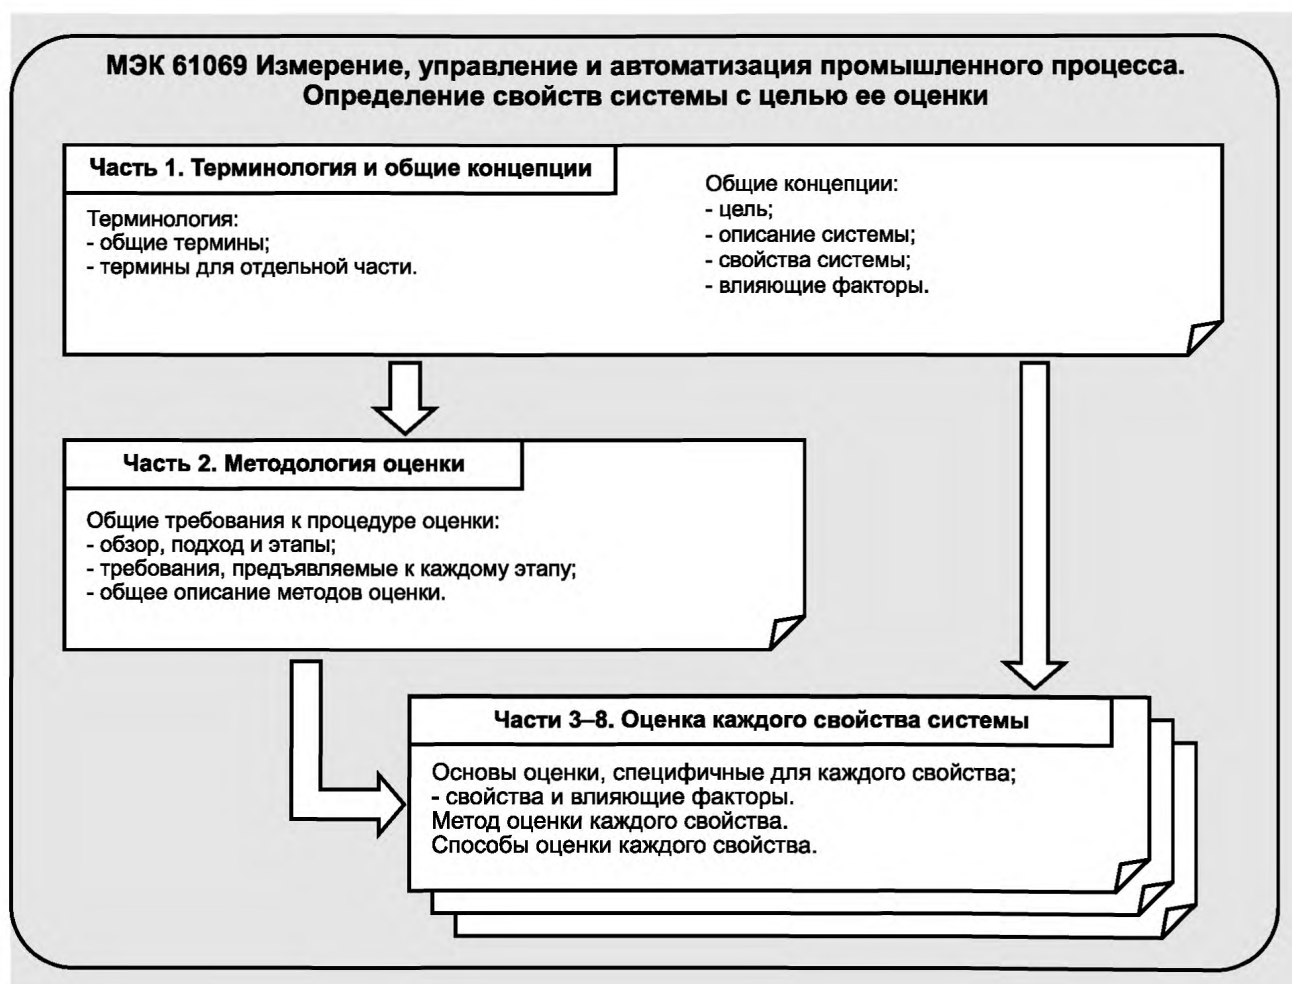 МЭК 61069 Измерение, управление и автоматизация промышленного процесса.
Определение свойств системы с целью ее оценки
Часть 1. Терминология и общие концепции
Терминология:
- общие термины;
- термины для отдельной части.
Общие концепции:
- цель;
- описание системы;
- свойства системы;
- влияющие факторы.
Часть 2. Методология оценки
Общие требования к процедуре оценки:
- обзор, подход и этапы;
- требования, предъявляемые к каждому этапу;
- общее описание методов оценки.
Части 3–8. Оценка каждого свойства системы
Основы оценки, специфичные для каждого свойства;
- свойства и влияющие факторы.
Метод оценки каждого свойства.
Способы оценки каждого свойства.